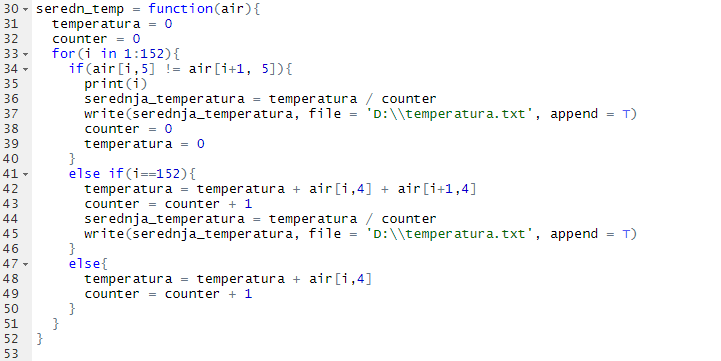 30 seredn_temp = function(air){
31   temperatura = 0
32   counter = 0
33   for(i in 1:152){
34     if(air[i,5] != air[i+1, 5]){
35       print(i)
36       serednja_temperatura = temperatura / counter
37       write(serednja_temperatura, file = 'D:\\temperatura.txt', append = T)
38       counter = 0
39       temperatura = 0
40     }
41     else if(i==152){
42       temperatura = temperatura + air[i,4] + air[i+1,4]
43       counter = counter + 1
44       serednja_temperatura = temperatura / counter
45       write(serednja_temperatura, file = 'D:\\temperatura.txt', append = T)
46     }
47     else{
48       temperatura = temperatura + air[i,4]
49       counter = counter + 1
50     }
51   }
52 }
53